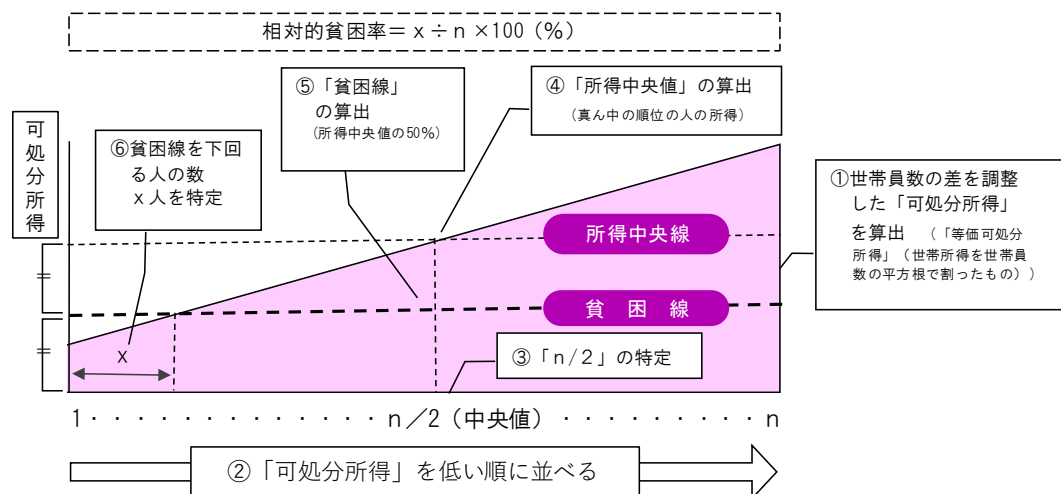 相対的貧困率＝ｘ÷ｎ×100（％）
⑤「貧困線」
の算出
（所得中央値の50％）
④「所得中央値」の算出
（真ん中の順位の人の所得）
可処分所得
⑥貧困線を下回
る人の数
ｘ人を特定
①世帯員数の差を調整
した「可処分所得」
を算出　（「等価可処分
所得」（世帯所得を世帯員
数の平方根で割ったもの））
所得中央線
貧　困　線
ｘ
③「ｎ/２」の特定
１・・・・・・・・・・・・・ｎ／２（中央値）・・・・・・・・ｎ
②「可処分所得」を低い順に並べる